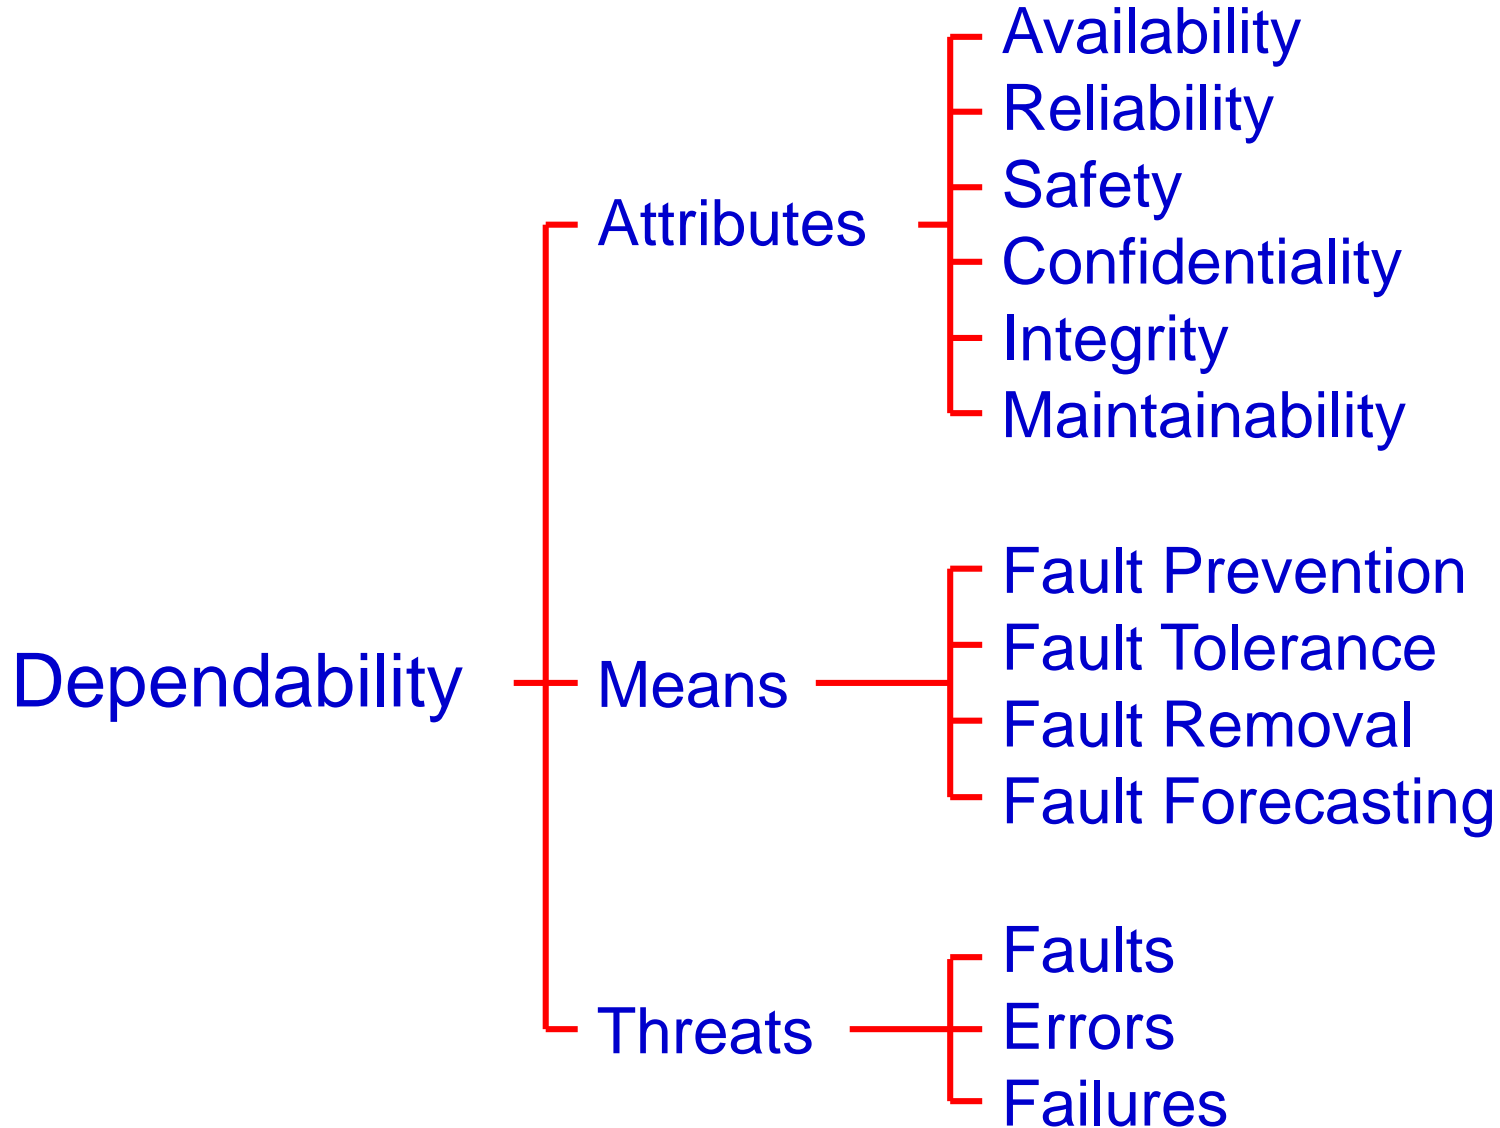 Availability
Reliability
Safety
Attributes
Confidentiality
Integrity
Maintainability
Fault Prevention
Fault Tolerance
Dependability
Means
Fault Removal
Fault Forecasting
Faults
Threats
Errors
Failures